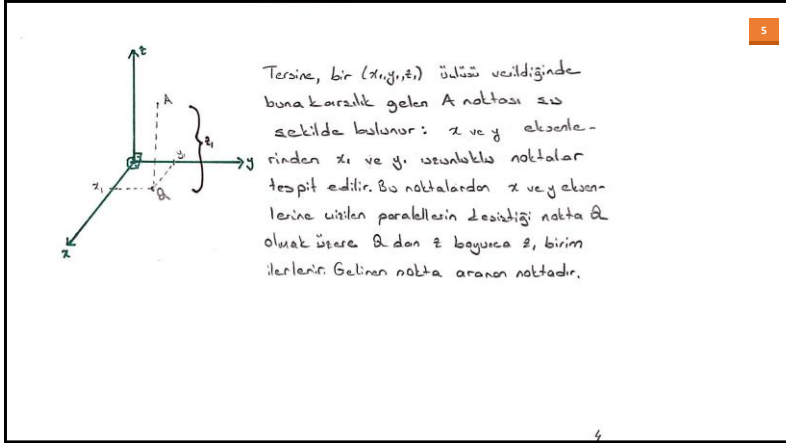 5
z
A
z₁
y₁
y
x₁
Q
x
Tersine, bir (x₁,y₁,z₁) üçlüsü verildiğinde
buna karşılık gelen A noktası şu
şekilde bulunur: x ve y eksenle-
rinden x₁ ve y₁ uzunluklu noktalar
tespit edilir. Bu noktalardan x ve y eksen-
lerine çizilen paralellerin kesiştiği nokta Q
olmak üzere Q dan z boyunca z₁ birim
ilerlenir. Gelinen nokta aranan noktadır.
4